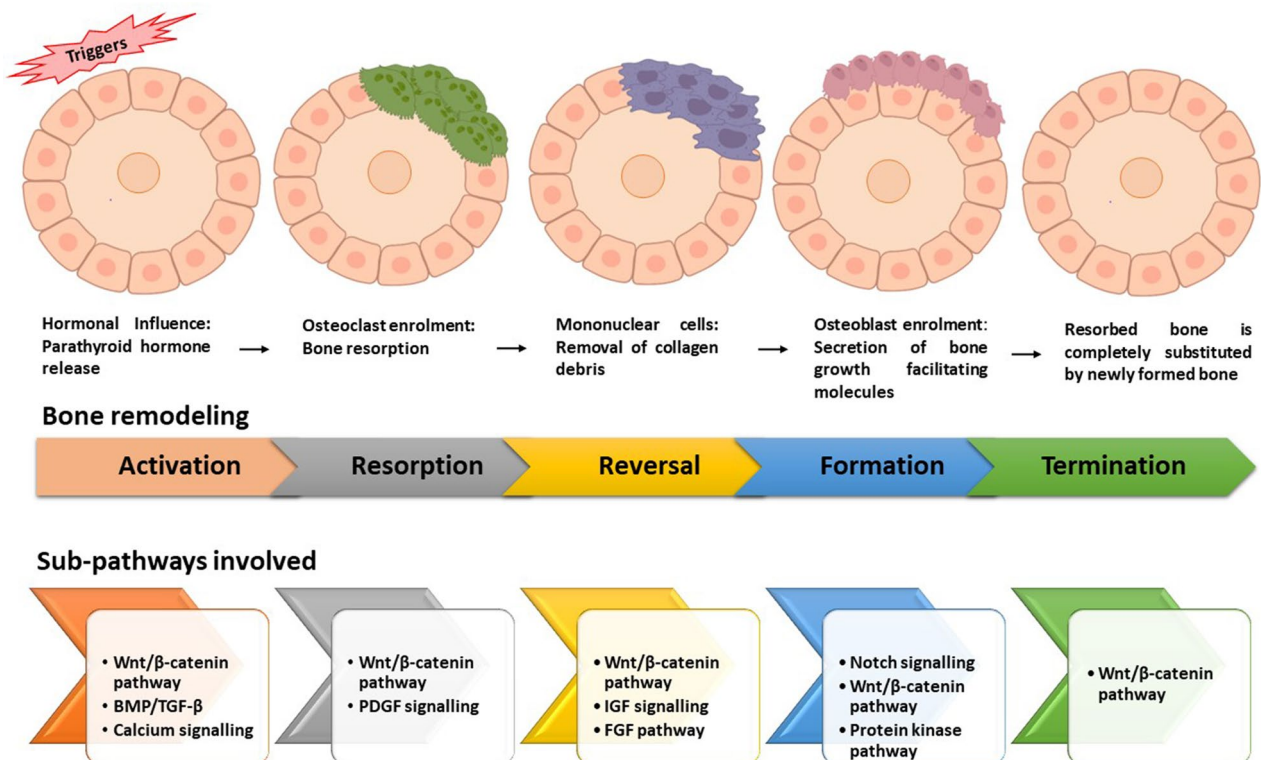 Triggers
Hormonal Influence:
Parathyroid hormone
release
Osteoclast enrolment:
Bone resorption
Mononuclear cells:
Removal of collagen
debris
Osteoblast enrolment:
Secretion of bone
growth facilitating
molecules
Resorbed bone is
completely substituted
by newly formed bone
Bone remodeling
Activation
Resorption
Reversal
Formation
Termination
Sub-pathways involved
• Wnt/β-catenin
pathway
• BMP/TGF-β
• Calcium signalling
• Wnt/β-catenin
pathway
• PDGF signalling
• Wnt/β-catenin
pathway
• IGF signalling
• FGF pathway
• Notch signalling
• Wnt/β-catenin
pathway
• Protein kinase
pathway
• Wnt/β-catenin
pathway